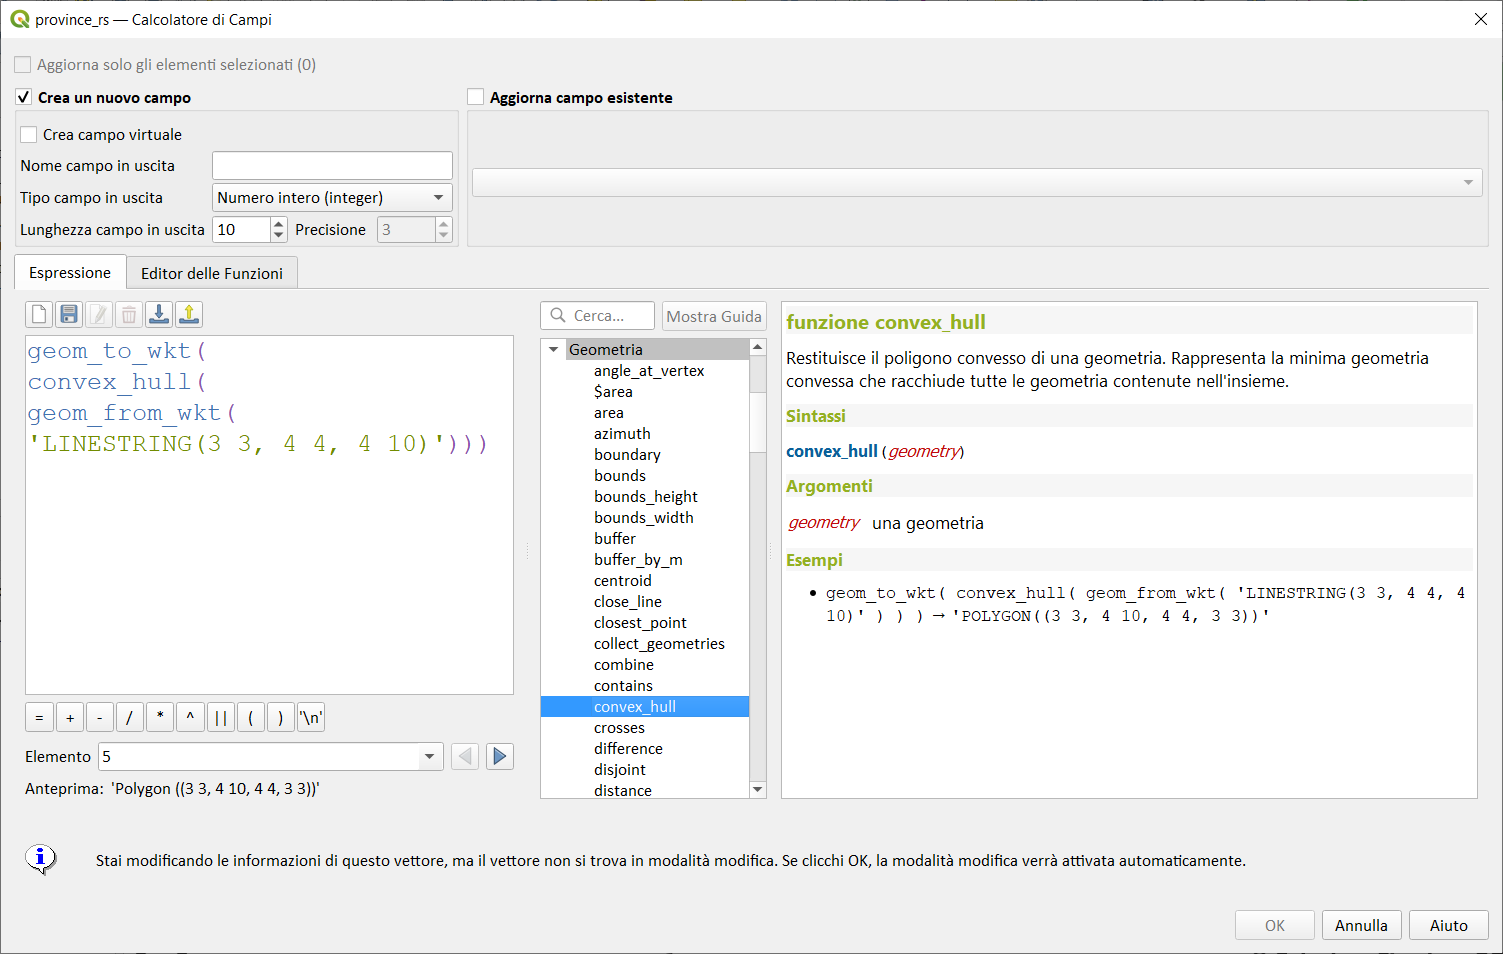 province_rs — Calcolatore di Campi
Aggiorna solo gli elementi selezionati (0)
Crea un nuovo campo
Aggiorna campo esistente
Crea campo virtuale
Nome campo in uscita
Tipo campo in uscita Numero intero (integer)
Lunghezza campo in uscita 10 Precisione 3
Espressione Editor delle Funzioni
Cerca... Mostra Guida
geom_to_wkt(
convex_hull(
geom_from_wkt(
'LINESTRING(3 3, 4 4, 4 10)')))
= + - / * ^ || ( ) '\n'
Elemento 5
Anteprima: 'Polygon ((3 3, 4 10, 4 4, 3 3))'
Geometria
angle_at_vertex
$area
area
azimuth
boundary
bounds
bounds_height
bounds_width
buffer
buffer_by_m
centroid
close_line
closest_point
collect_geometries
combine
contains
convex_hull
crosses
difference
disjoint
distance
funzione convex_hull
Restituisce il poligono convesso di una geometria. Rappresenta la minima geometria
convessa che racchiude tutte le geometria contenute nell'insieme.
Sintassi
convex_hull (geometry)
Argomenti
geometry una geometria
Esempi
• geom_to_wkt( convex_hull( geom_from_wkt( 'LINESTRING(3 3, 4 4, 4
10)' ) ) ) → 'POLYGON((3 3, 4 10, 4 4, 3 3))'
Stai modificando le informazioni di questo vettore, ma il vettore non si trova in modalità modifica. Se clicchi OK, la modalità modifica verrà attivata automaticamente.
OK Annulla Aiuto